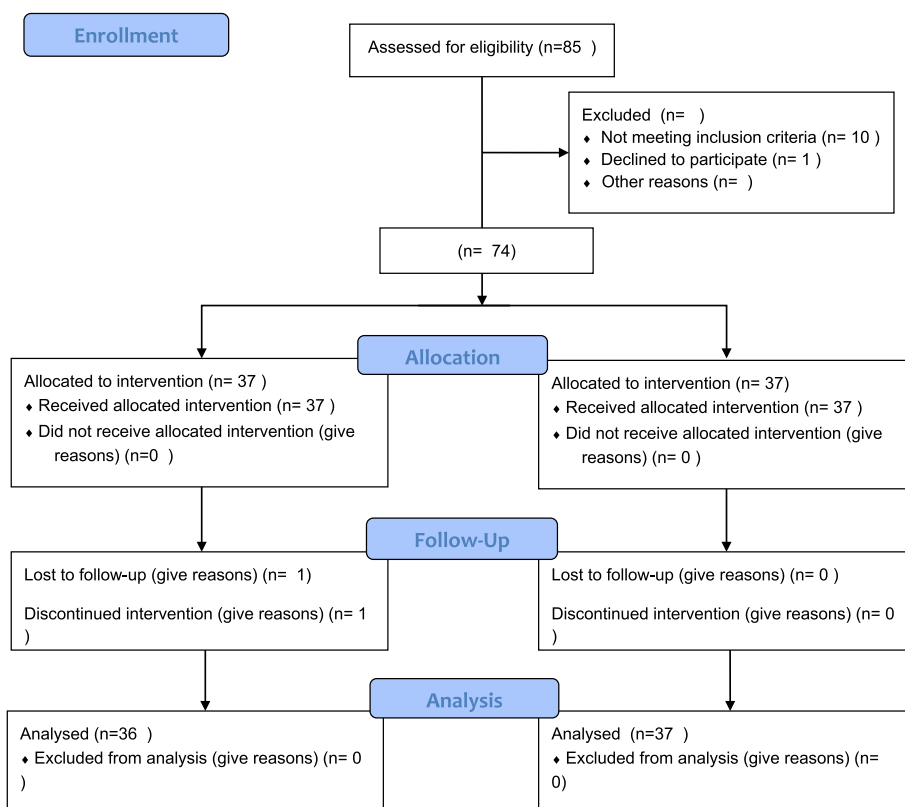 Enrollment
Assessed for eligibility (n=85 )
Excluded (n= )
♦ Not meeting inclusion criteria (n= 10 )
♦ Declined to participate (n= 1 )
♦ Other reasons (n= )
(n= 74)
Allocation
Allocated to intervention (n= 37 )
♦ Received allocated intervention (n= 37 )
♦ Did not receive allocated intervention (give
reasons) (n=0 )
Allocated to intervention (n= 37)
♦ Received allocated intervention (n= 37 )
♦ Did not receive allocated intervention (give
reasons) (n= 0 )
Follow-Up
Lost to follow-up (give reasons) (n= 1)
Discontinued intervention (give reasons) (n= 1
)
Lost to follow-up (give reasons) (n= 0 )
Discontinued intervention (give reasons) (n= 0
)
Analysis
Analysed (n=36 )
♦ Excluded from analysis (give reasons) (n= 0
)
Analysed (n=37 )
♦ Excluded from analysis (give reasons) (n=
0)